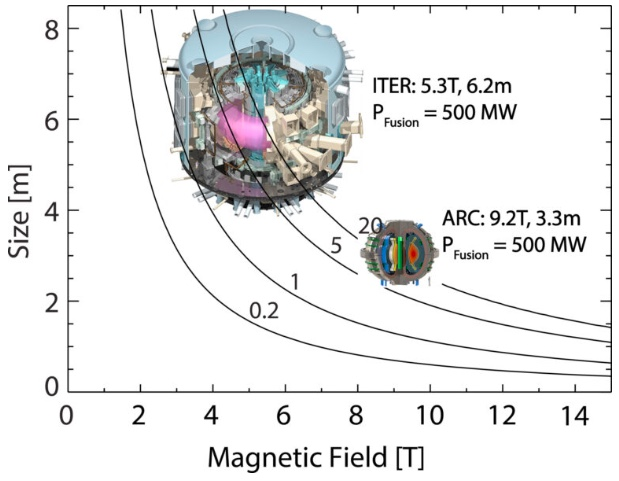 8
6
4
2
0
Size [m]
ITER: 5.3T, 6.2m
P Fusion = 500 MW
ARC: 9.2T, 3.3m
P Fusion = 500 MW
20
5
1
0.2
0 2 4 6 8 10 12 14
Magnetic Field [T]